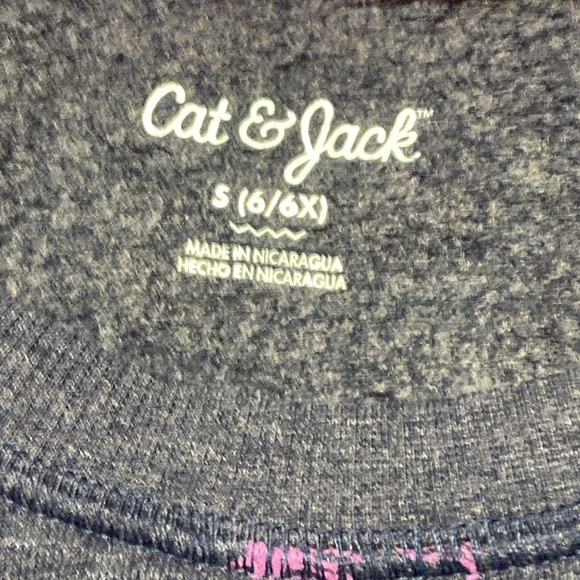 Cat & Jack™
S (6/6X)
MADE IN NICARAGUA
HECHO EN NICARAGUA